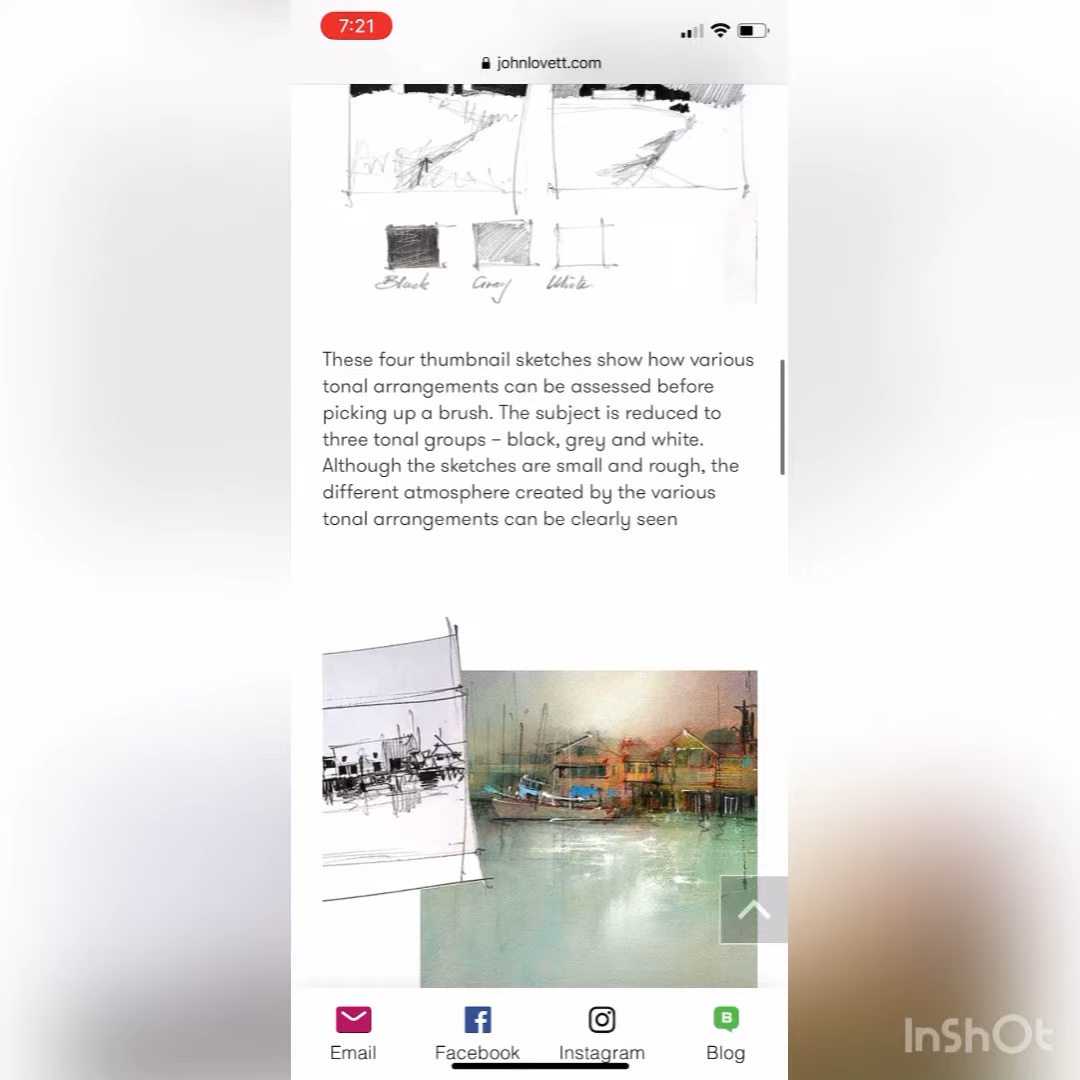 7:21
johnlovett.com
Black Gray White
These four thumbnail sketches show how various
tonal arrangements can be assessed before
picking up a brush. The subject is reduced to
three tonal groups – black, grey and white.
Although the sketches are small and rough, the
different atmosphere created by the various
tonal arrangements can be clearly seen
B
Email Facebook Instagram Blog
InShOt